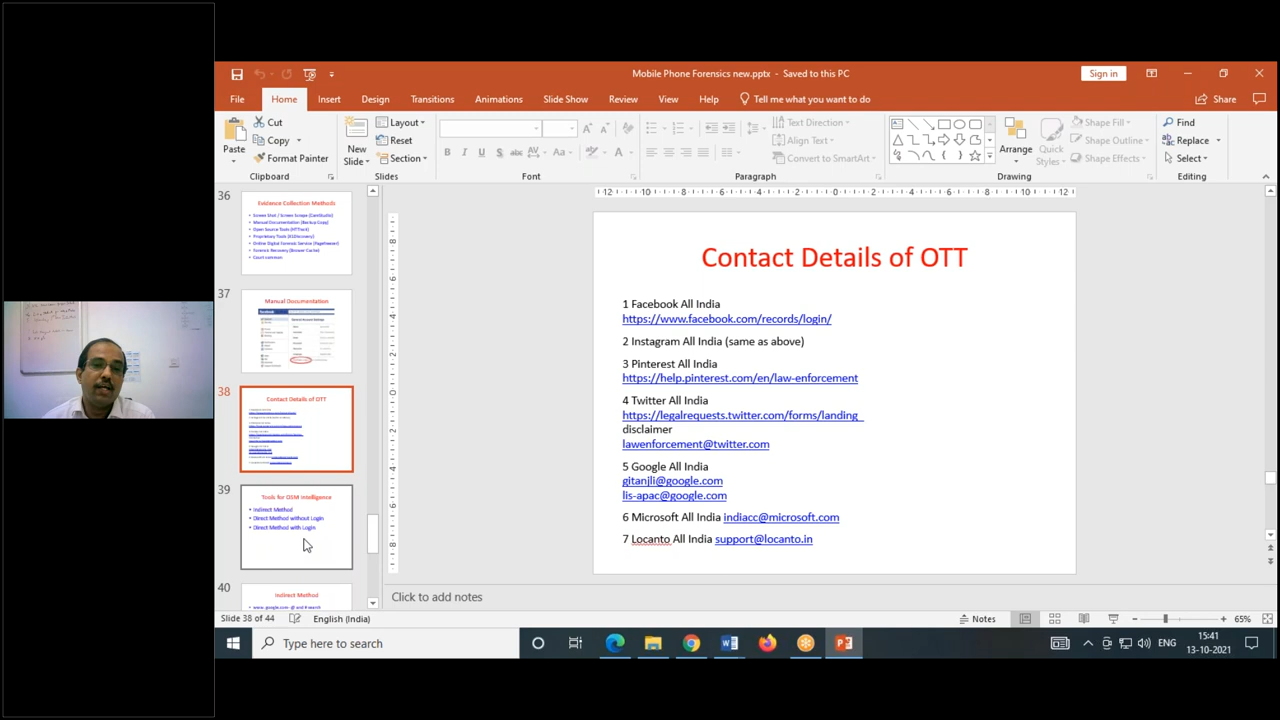 Mobile Phone Forensics new.pptx - Saved to this PC
Sign in
File Home Insert Design Transitions Animations Slide Show Review View Help Tell me what you want to do
Share
Paste
Cut
Copy
Format Painter
Clipboard
New
Slide
Layout
Reset
Section
Slides
B I U S abc AV Aa A
Font
Text Direction
Align Text
Convert to SmartArt
Paragraph
Arrange
Quick
Styles
Shape Fill
Shape Outline
Shape Effects
Drawing
Find
Replace
Select
Editing
36
Evidence Collection Methods
Manual Documentation (Backup Copy)
37
Manual Documentation
38
Contact Details of OTT
39
Tools for OSM Intelligence
Indirect Method
Direct Method without Login
Direct Method with Login
40
Indirect Method
Contact Details of OTT
1 Facebook All India
https://www.facebook.com/records/login/
2 Instagram All India (same as above)
3 Pinterest All India
https://help.pinterest.com/en/law-enforcement
4 Twitter All India
https://legalrequests.twitter.com/forms/landing_
disclaimer
lawenforcement@twitter.com
5 Google All India
gitanjli@google.com
lis-apac@google.com
6 Microsoft All India indiacc@microsoft.com
7 Locanto All India support@locanto.in
Click to add notes
Slide 38 of 44
English (India)
Notes
65%
Type here to search
ENG
15:41
13-10-2021